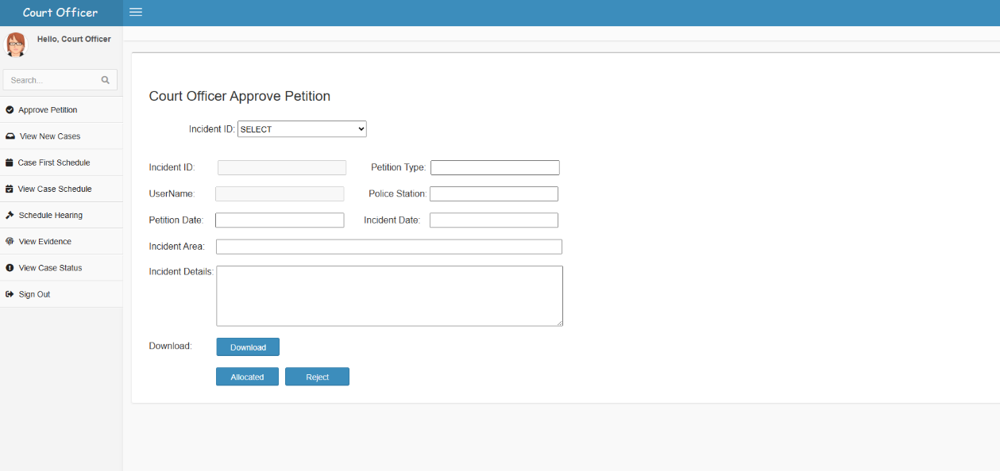 Court Officer
Hello, Court Officer
Search...
Approve Petition
View New Cases
Case First Schedule
View Case Schedule
Schedule Hearing
View Evidence
View Case Status
Sign Out
Court Officer Approve Petition
Incident ID: SELECT
Incident ID: Petition Type:
UserName: Police Station:
Petition Date: Incident Date:
Incident Area:
Incident Details:
Download: Download
Allocated Reject